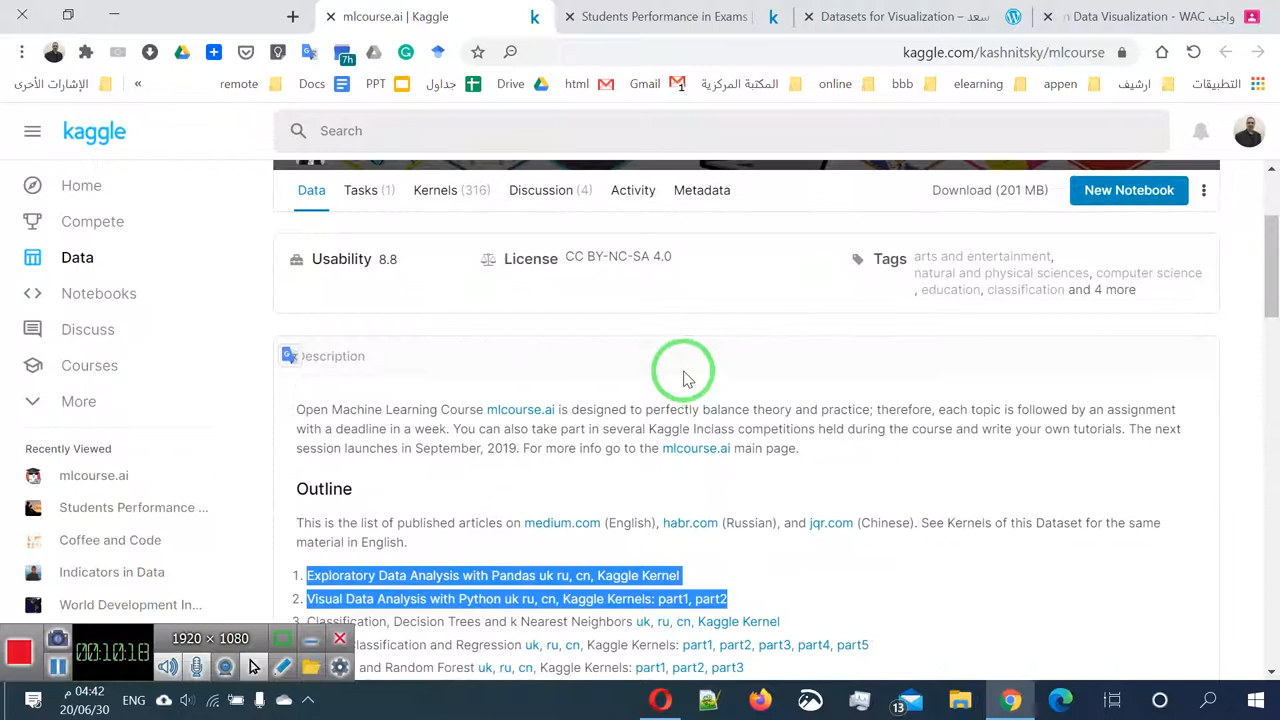 mlcourse.ai | Kaggle
Students Performance in Exams
Datasets for Visualization – سعد
واجب Data Visualization - WAC
kaggle.com/kashnitsky/mlcourse
7h
التطبيقات
ارشيف
appen
elearning
bbb
online
المكتبة المركزية
Gmail
html
Drive
جداول
PPT
Docs
remote
»
الإشارات الأخرى
kaggle
Search
Home
Compete
Data
Notebooks
Discuss
Courses
More
Recently Viewed
mlcourse.ai
Students Performance ...
Coffee and Code
Indicators in Data
World Development In...
Data
Tasks (1)
Kernels (316)
Discussion (4)
Activity
Metadata
Download (201 MB)
New Notebook
Usability 8.8
License CC BY-NC-SA 4.0
Tags arts and entertainment,
natural and physical sciences, computer science
, education, classification and 4 more
Description
Open Machine Learning Course mlcourse.ai is designed to perfectly balance theory and practice; therefore, each topic is followed by an assignment
with a deadline in a week. You can also take part in several Kaggle Inclass competitions held during the course and write your own tutorials. The next
session launches in September, 2019. For more info go to the mlcourse.ai main page.
Outline
This is the list of published articles on medium.com (English), habr.com (Russian), and jqr.com (Chinese). See Kernels of this Dataset for the same
material in English.
1. Exploratory Data Analysis with Pandas uk ru, cn, Kaggle Kernel
2. Visual Data Analysis with Python uk ru, cn, Kaggle Kernels: part1, part2
3. Classification, Decision Trees and k Nearest Neighbors uk, ru, cn, Kaggle Kernel
lassification and Regression uk, ru, cn, Kaggle Kernels: part1, part2, part3, part4, part5
and Random Forest uk, ru, cn, Kaggle Kernels: part1, part2, part3
00:10:18
1920 × 1080
04:42 م
20/06/30
ENG
13